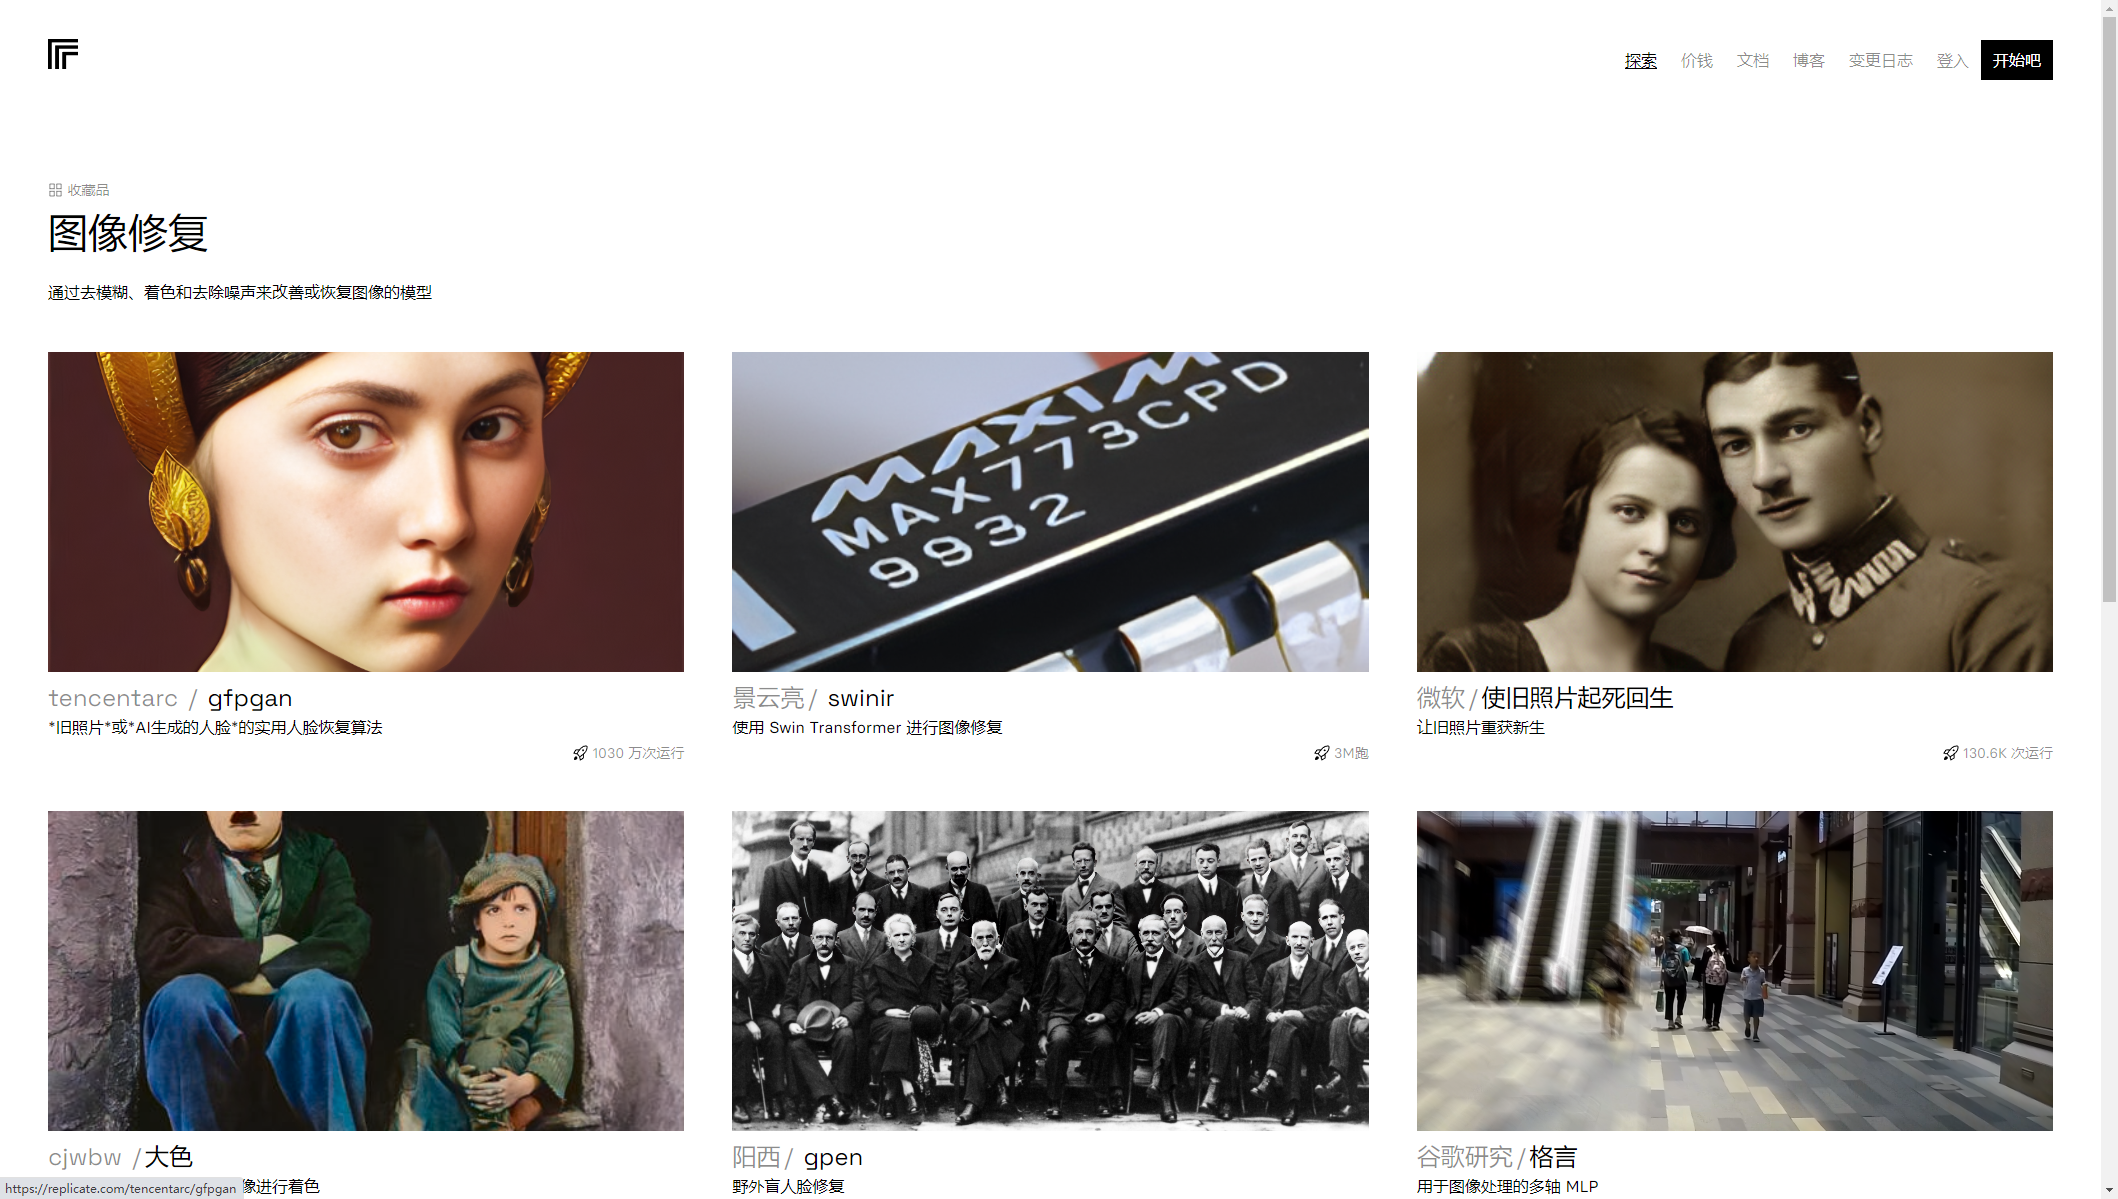 探索 价钱 文档 博客 变更日志 登入 开始吧
收藏品
图像修复
通过去模糊、着色和去除噪声来改善或恢复图像的模型
MAXIM
MAX773CPD
9932
tencentarc / gfpgan
*旧照片*或*AI生成的人脸*的实用人脸恢复算法
1030 万次运行
景云亮 / swinir
使用 Swin Transformer 进行图像修复
3M跑
微软 / 使旧照片起死回生
让旧照片重获新生
130.6K 次运行
cjwbw / 大色
像进行着色
阳西 / gpen
野外盲人脸修复
谷歌研究 / 格言
用于图像处理的多轴 MLP
https://replicate.com/tencentarc/gfpgan